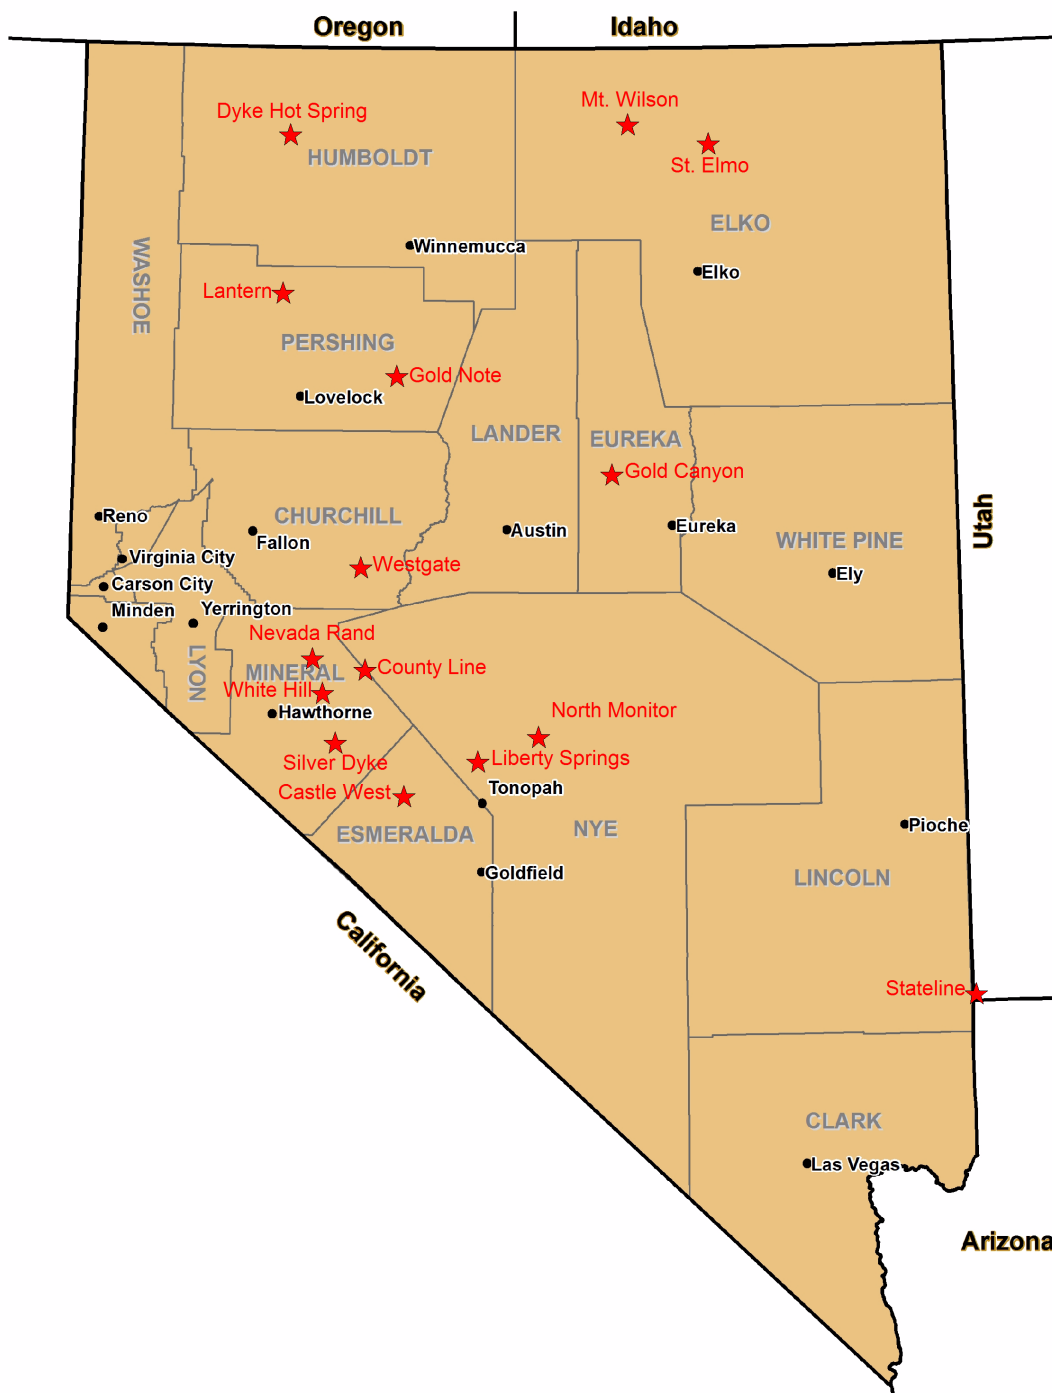 Oregon
Idaho
Mt. Wilson
Dyke Hot Spring
HUMBOLDT
St. Elmo
ELKO
WASHOE
Winnemucca
Elko
Lantern
PERSHING
Gold Note
Lovelock
LANDER
EUREKA
Gold Canyon
Reno
CHURCHILL
Fallon
Austin
Eureka
Utah
WHITE PINE
Virginia City
Westgate
Ely
Carson City
Minden
Yerrington
Nevada Rand
LYON
MINERAL
County Line
White Hill
Hawthorne
North Monitor
Silver Dyke
Liberty Springs
Castle West
Tonopah
ESMERALDA
NYE
Pioche
Goldfield
LINCOLN
California
Stateline
CLARK
Las Vegas
Arizona